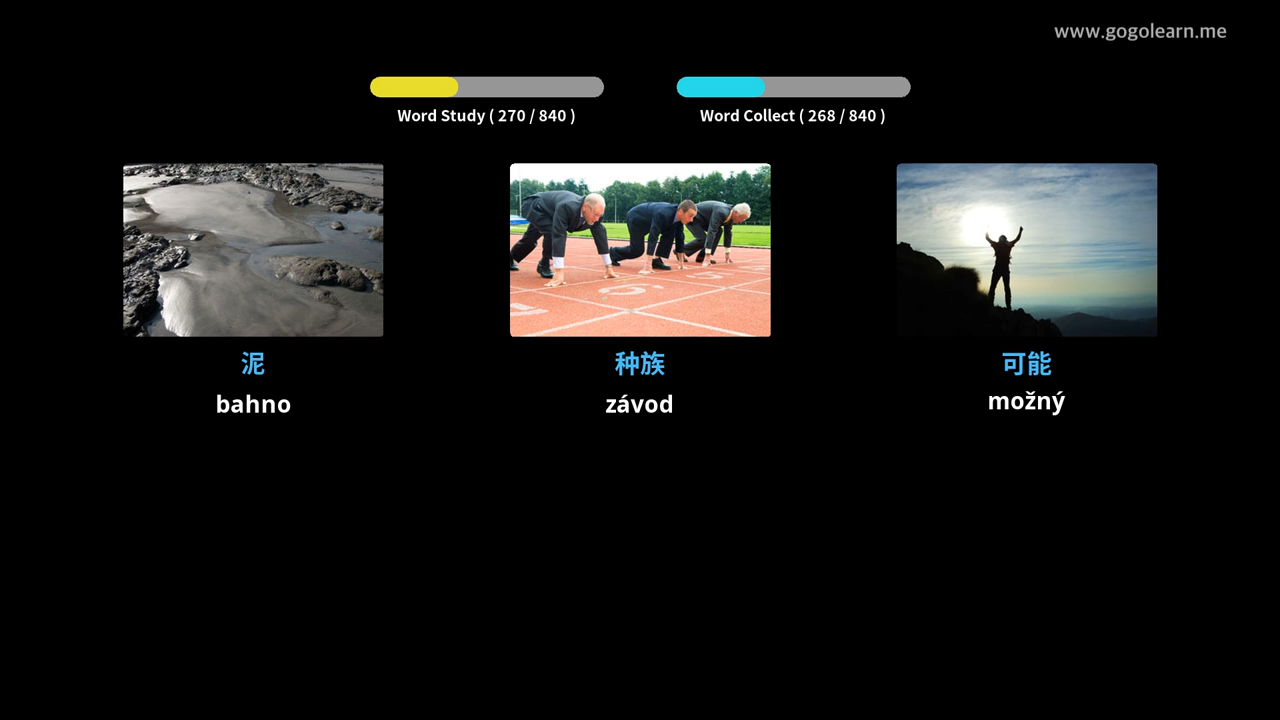 www.gogolearn.me
Word Study ( 270 / 840 )
Word Collect ( 268 / 840 )
泥
种族
可能
bahno
závod
možný